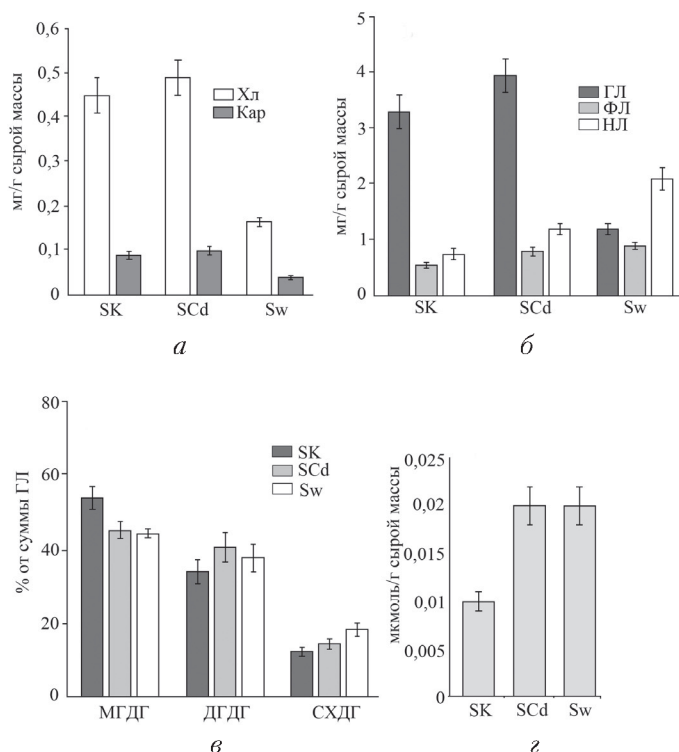 0,6
0,5
0,4
0,3
0,2
0,1
0
мг/г сырой массы
Хл
Кар
SK SCd Sw
а
5
4
3
2
1
0
мг/г сырой массы
ГЛ
ФЛ
НЛ
SK SCd Sw
б
80
60
40
20
0
% от суммы ГЛ
SK
SCd
Sw
МГДГ ДГДГ СХДГ
в
0,025
0,02
0,015
0,01
0,005
0
мкмоль/г сырой массы
SK SCd Sw
г